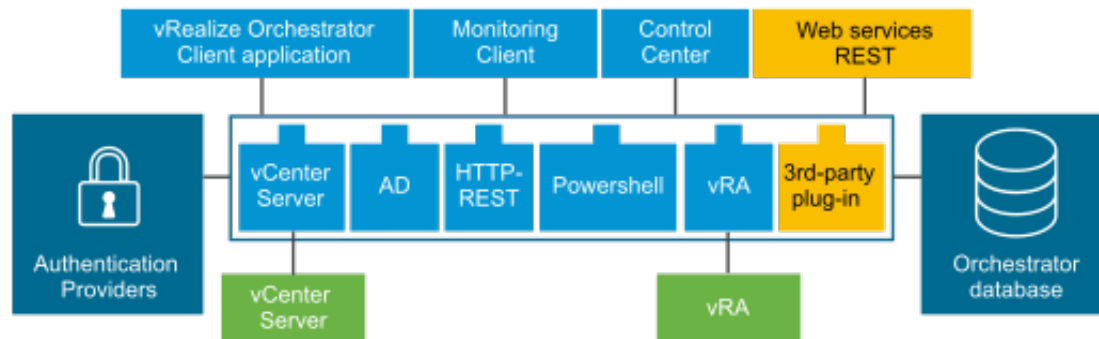 vRealize Orchestrator
Client application
Monitoring
Client
Control
Center
Web services
REST
Authentication
Providers
vCenter
Server
AD
HTTP-
REST
Powershell
vRA
3rd-party
plug-in
Orchestrator
database
vCenter
Server
vRA